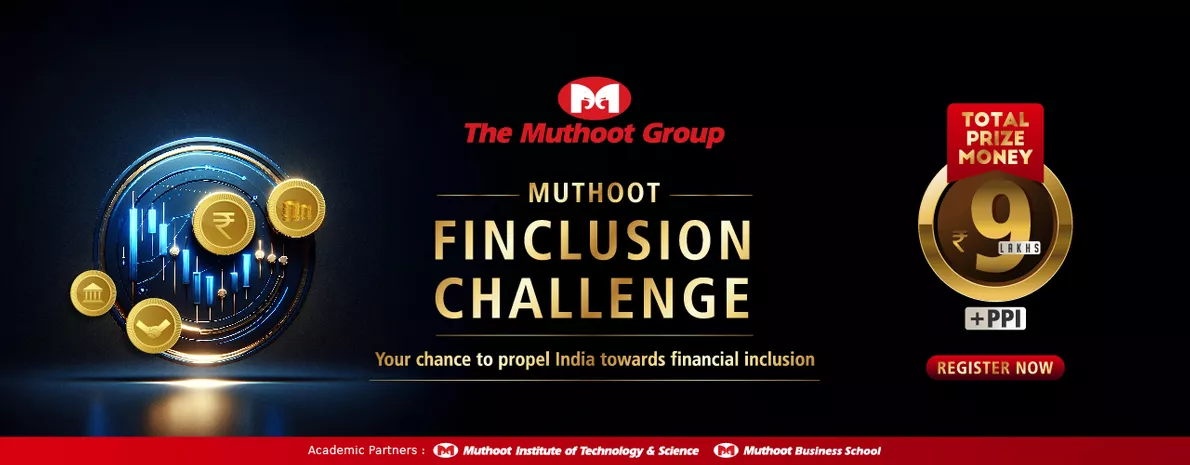 The Muthoot Group
MUTHOOT
FINCLUSION
CHALLENGE
Your chance to propel India towards financial inclusion
TOTAL
PRIZE
MONEY
₹ 9
LAKHS
+PPI
REGISTER NOW
Academic Partners : Muthoot Institute of Technology & Science Muthoot Business School